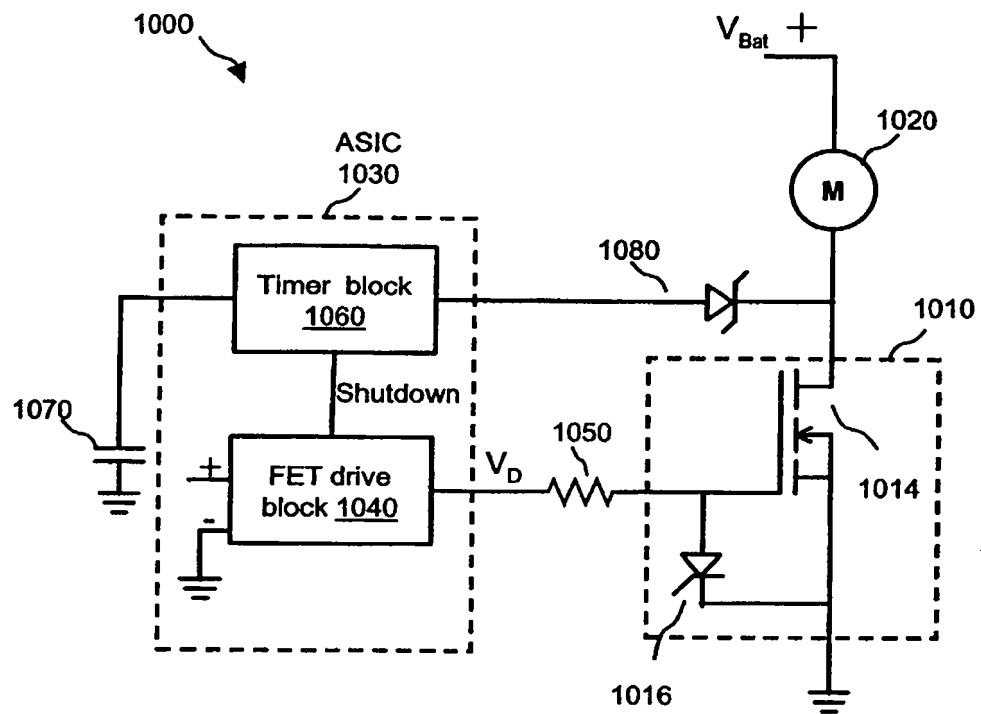 1000
V_Bat +
1020
ASIC
1030
M
Timer block
1060
1080
1010
Shutdown
1070
1050
+
FET drive
block 1040
-
V_D
1014
1016